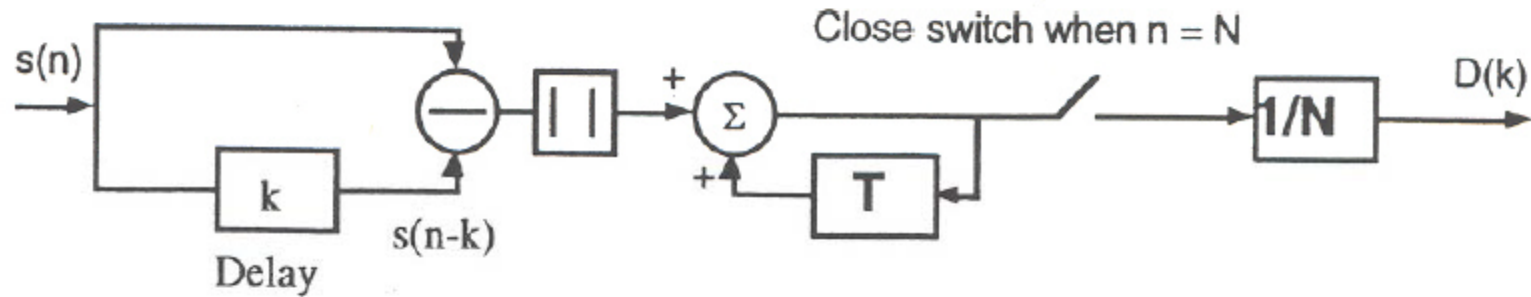 Close switch when n = N
s(n)
D(k)
+
| |
Σ
1/N
+
T
k
s(n-k)
Delay